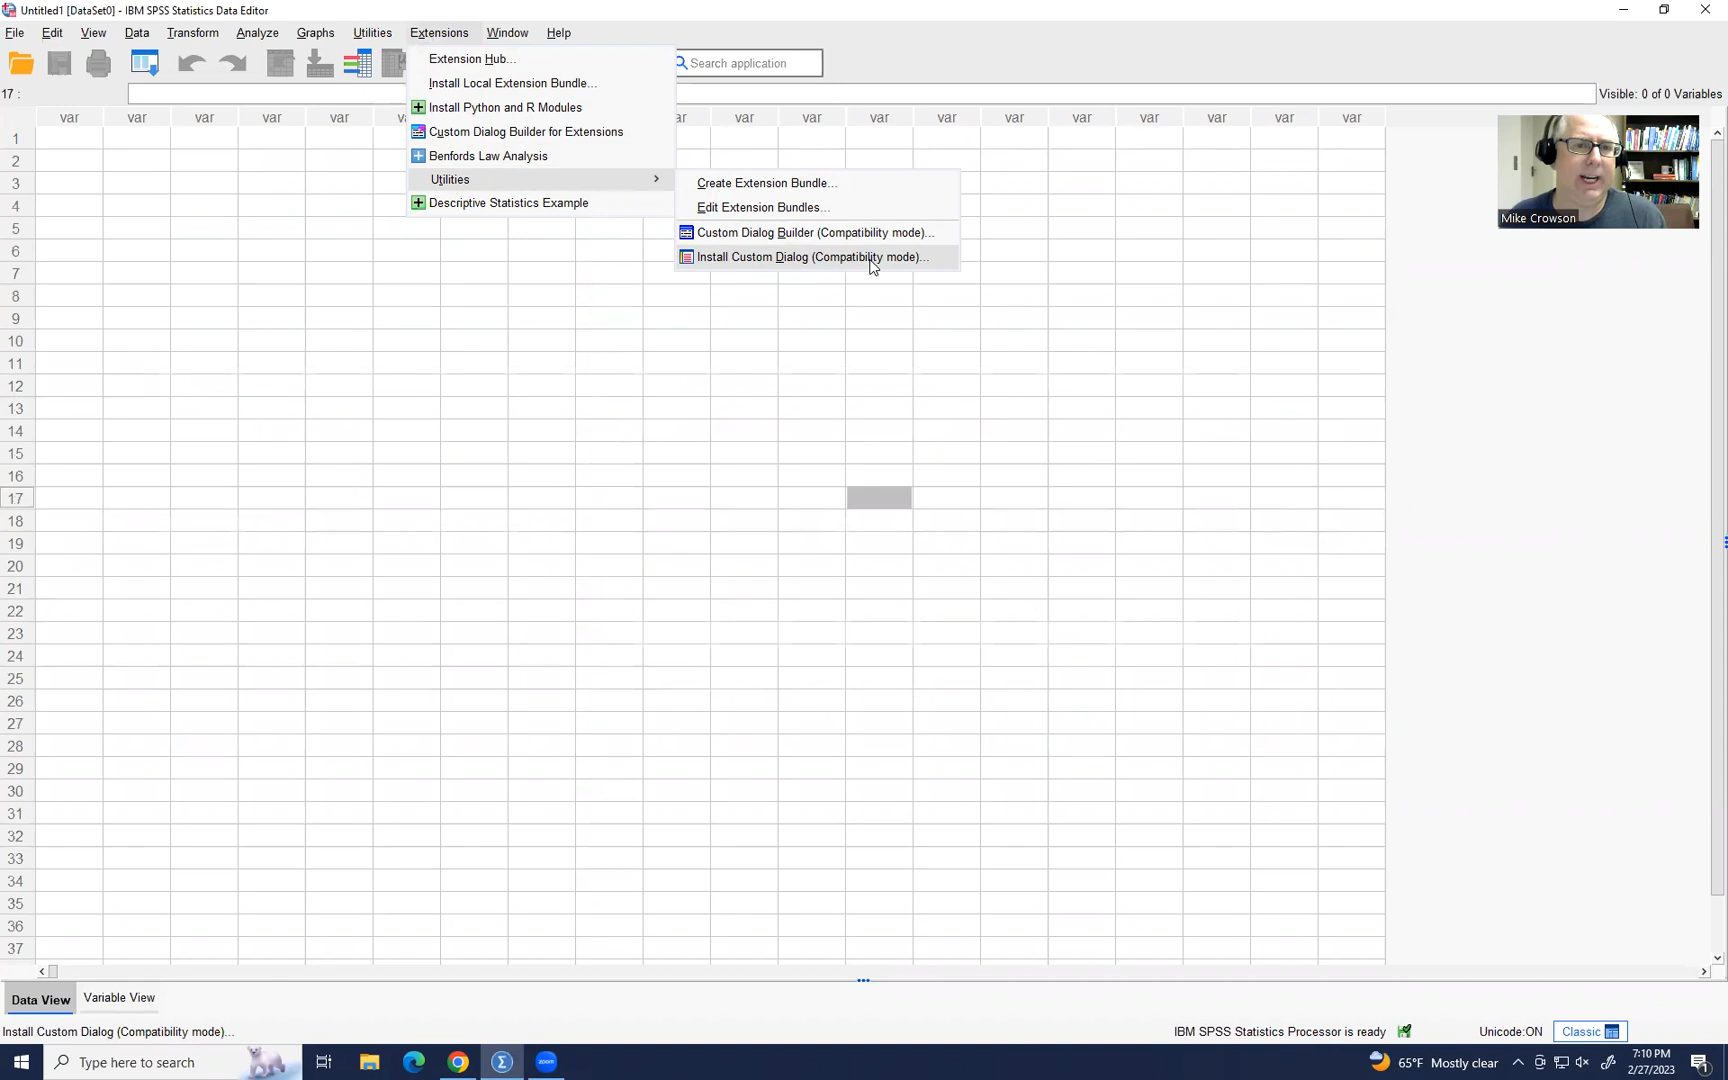 Untitled1 [DataSet0] - IBM SPSS Statistics Data Editor
File Edit View Data Transform Analyze Graphs Utilities Extensions Window Help
Search application
17 :
Visible: 0 of 0 Variables
Extension Hub...
Install Local Extension Bundle...
Install Python and R Modules
Custom Dialog Builder for Extensions
Benfords Law Analysis
Utilities
Descriptive Statistics Example
Create Extension Bundle...
Edit Extension Bundles...
Custom Dialog Builder (Compatibility mode)...
Install Custom Dialog (Compatibility mode)...
var var var var var var var var var var var var var var var var var
Mike Crowson
1
2
3
4
5
6
7
8
9
10
11
12
13
14
15
16
17
18
19
20
21
22
23
24
25
26
27
28
29
30
31
32
33
34
35
36
37
Data View Variable View
Install Custom Dialog (Compatibility mode)...
IBM SPSS Statistics Processor is ready
Unicode:ON
Classic
Type here to search
zoom
65°F Mostly clear
7:10 PM
2/27/2023
1